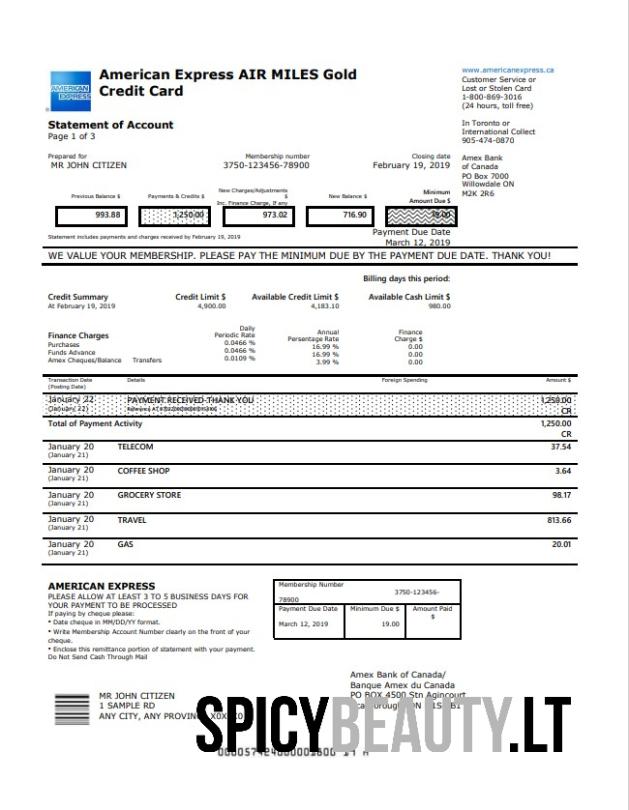 AMERICAN
EXPRESS
American Express AIR MILES Gold
Credit Card
www.americanexpress.ca
Customer Service or
Lost or Stolen Card
1-800-869-3016
(24 hours, toll free)
In Toronto or
International Collect
905-474-0870
Amex Bank
of Canada
PO Box 7000
Willowdale ON
M2K 2R6
Statement of Account
Page 1 of 3
Prepared for Membership number Closing date
MR JOHN CITIZEN 3750-123456-78900 February 19, 2019
Previous Balance $ Payments & Credits $ New Charges/Adjustments $ Inc. Finance Charge, If any New Balance $ Minimum Amount Due $
993.88 1,250.00 973.02 716.90 19.00
Statement includes payments and charges received by February 19, 2019
Payment Due Date
March 12, 2019
WE VALUE YOUR MEMBERSHIP. PLEASE PAY THE MINIMUM DUE BY THE PAYMENT DUE DATE. THANK YOU!
Billing days this period:
Credit Summary Credit Limit $ Available Credit Limit $ Available Cash Limit $
At February 19, 2019 4,900.00 4,183.10 980.00
Finance Charges Daily Periodic Rate Annual Persentage Rate Finance Charge $
Purchases 0.0466 % 16.99 % 0.00
Funds Advance 0.0466 % 16.99 % 0.00
Amex Cheques/Balance Transfers 0.0109 % 3.99 % 0.00
Transaction Date Details Foreign Spending Amount $
(Posting Date)
January 22 PAYMENT RECEIVED-THANK YOU 1,250.00
(January 22) Reference CR
Total of Payment Activity 1,250.00
CR
January 20 TELECOM 37.54
(January 21)
January 20 COFFEE SHOP 3.64
(January 21)
January 20 GROCERY STORE 98.17
(January 21)
January 20 TRAVEL 813.66
(January 21)
January 20 GAS 20.01
(January 21)
AMERICAN EXPRESS
PLEASE ALLOW AT LEAST 3 TO 5 BUSINESS DAYS FOR
YOUR PAYMENT TO BE PROCESSED
If paying by cheque please:
• Date cheque in MM/DD/YY format.
• Write Membership Account Number clearly on the front of your
cheque.
• Enclose this remittance portion of statement with your payment.
Do Not Send Cash Through Mail
Membership Number
3750-123456-
78900
Payment Due Date Minimum Due $ Amount Paid
$
March 12, 2019 19.00
Amex Bank of Canada/
Banque Amex du Canada
PO BOX 4500 Stn Agincourt
MR JOHN CITIZEN
1 SAMPLE RD
ANY CITY, ANY PROVINC
SPICYBEAUTY.LT